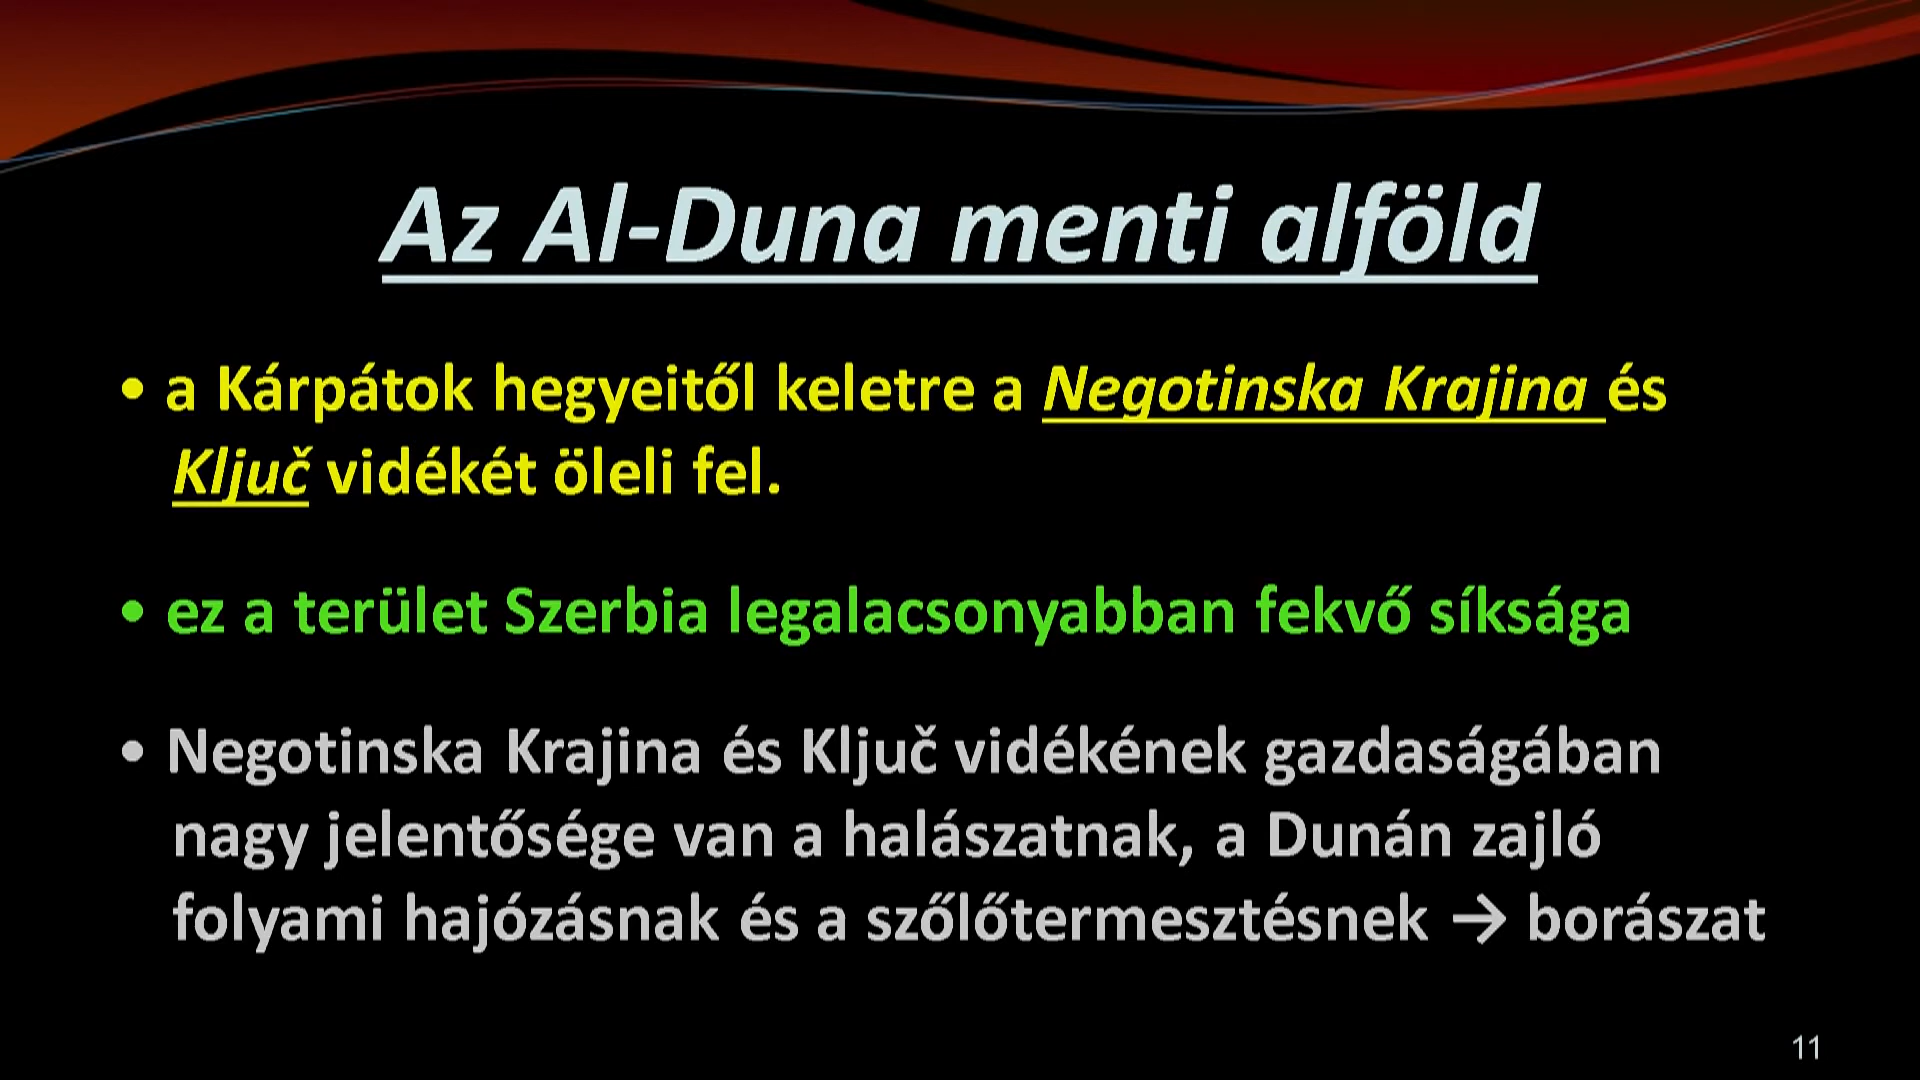 Az Al-Duna menti alföld
• a Kárpátok hegyeitől keletre a Negotinska Krajina és
Ključ vidékét öleli fel.
• ez a terület Szerbia legalacsonyabban fekvő síksága
• Negotinska Krajina és Ključ vidékének gazdaságában
nagy jelentősége van a halászatnak, a Dunán zajló
folyami hajózásnak és a szőlőtermesztésnek → borászat
11